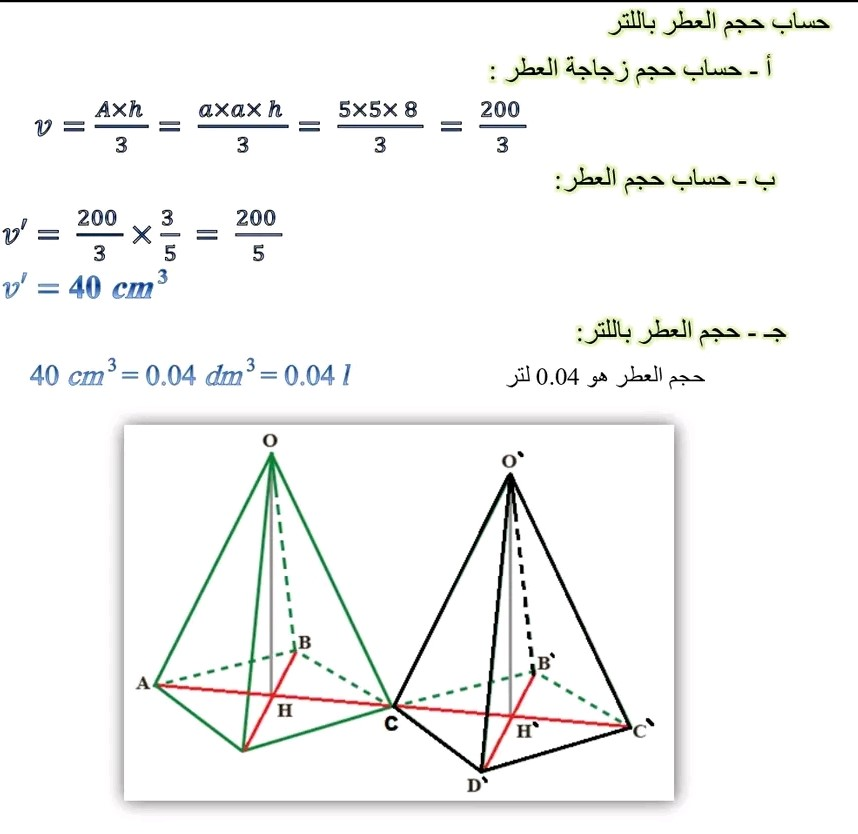 حساب حجم العطر باللتر
أ - حساب حجم زجاجة العطر :
v = A×h/3 = a×a×h/3 = 5×5×8/3 = 200/3
ب - حساب حجم العطر:
v′ = 200/3 × 3/5 = 200/5
v′ = 40 cm³
جـ - حجم العطر باللتر:
40 cm³ = 0.04 dm³ = 0.04 l
حجم العطر هو 0.04 لتر
O
O`
B
B`
A
H
C
H`
C`
D`